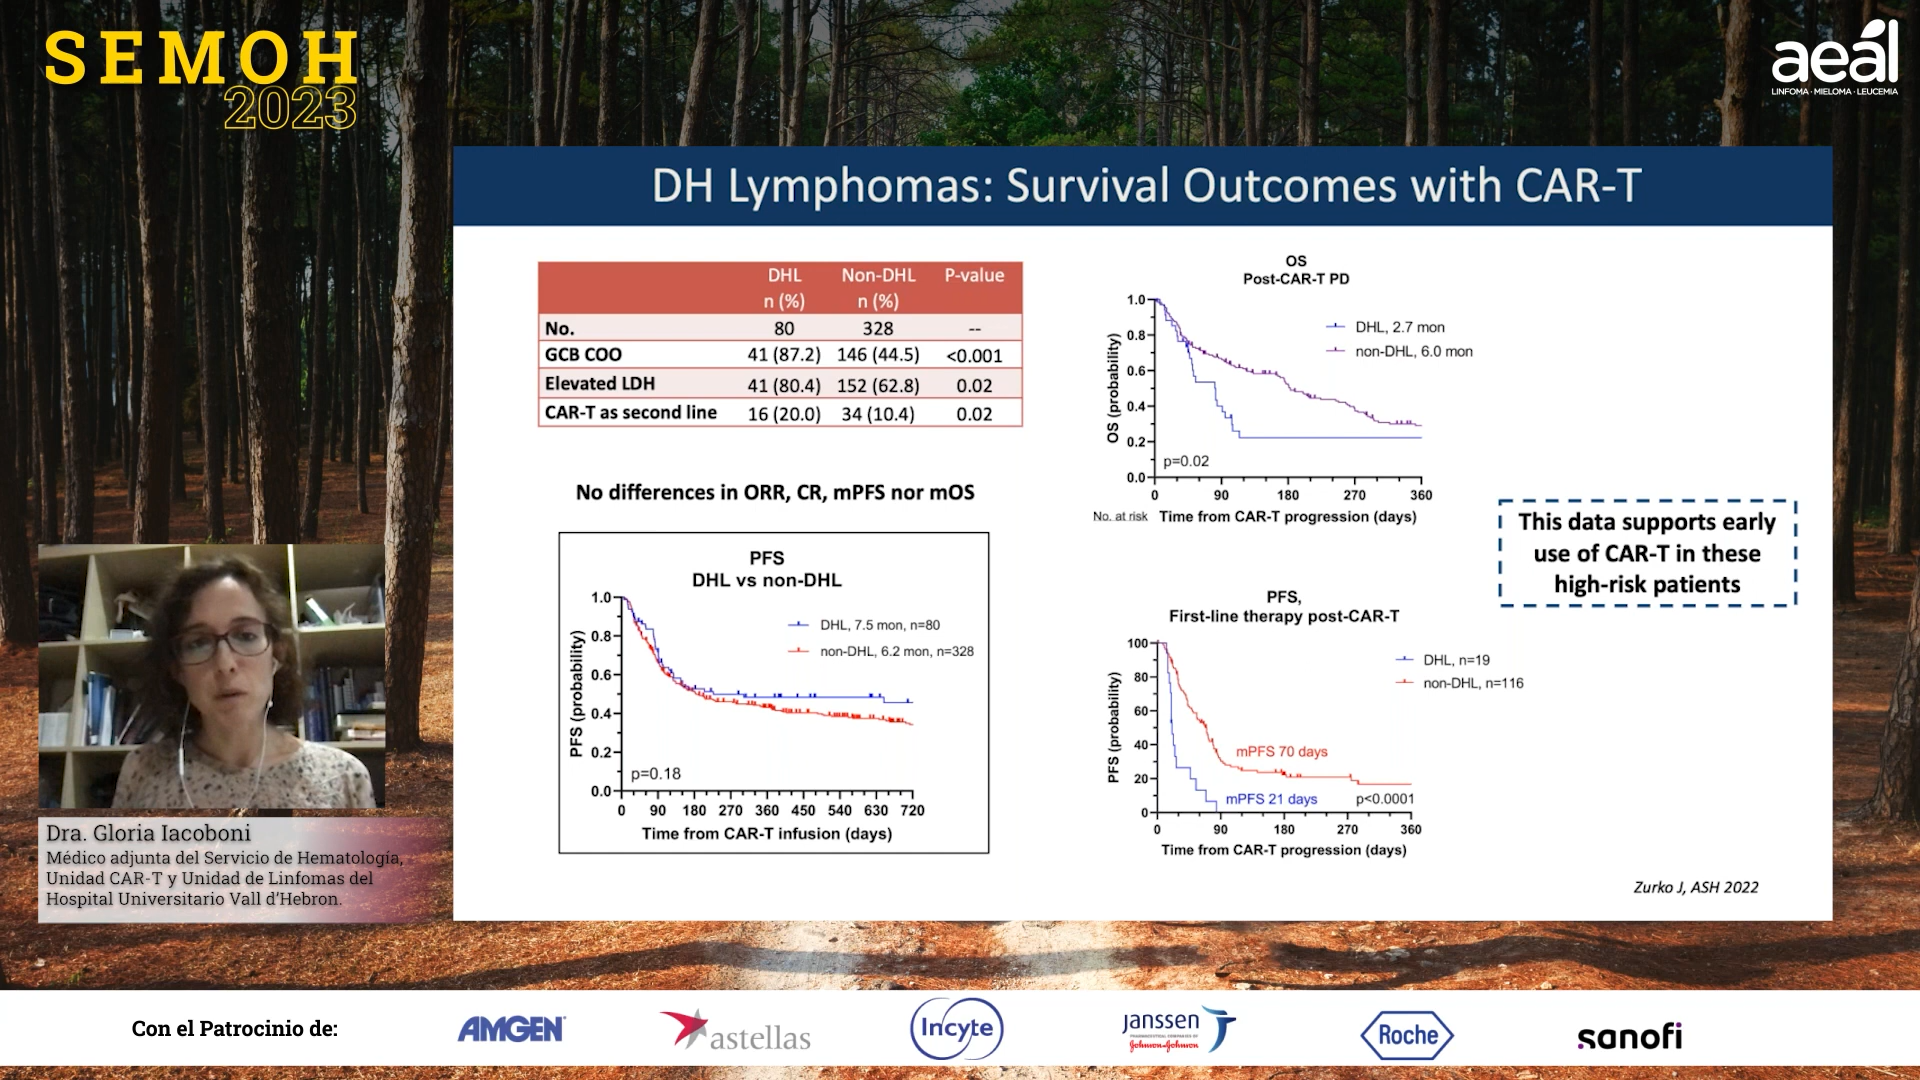 SEMOH
2023
aeal
LINFOMA · MIELOMA · LEUCEMIA
DH Lymphomas: Survival Outcomes with CAR-T
DHL Non-DHL P-value
n (%) n (%)
No. 80 328 --
GCB COO 41 (87.2) 146 (44.5) <0.001
Elevated LDH 41 (80.4) 152 (62.8) 0.02
CAR-T as second line 16 (20.0) 34 (10.4) 0.02
No differences in ORR, CR, mPFS nor mOS
PFS
DHL vs non-DHL
PFS (probability)
1.0
0.8
0.6
0.4
0.2
0.0
DHL, 7.5 mon, n=80
non-DHL, 6.2 mon, n=328
p=0.18
0 90 180 270 360 450 540 630 720
Time from CAR-T infusion (days)
OS
Post-CAR-T PD
OS (probability)
1.0
0.8
0.6
0.4
0.2
0.0
DHL, 2.7 mon
non-DHL, 6.0 mon
p=0.02
0 90 180 270 360
No. at risk Time from CAR-T progression (days)
PFS,
First-line therapy post-CAR-T
PFS (probability)
100
80
60
40
20
0
DHL, n=19
non-DHL, n=116
mPFS 70 days
mPFS 21 days
p<0.0001
0 90 180 270 360
Time from CAR-T progression (days)
This data supports early
use of CAR-T in these
high-risk patients
Zurko J, ASH 2022
Dra. Gloria Iacoboni
Médico adjunta del Servicio de Hematología,
Unidad CAR-T y Unidad de Linfomas del
Hospital Universitario Vall d'Hebron.
Con el Patrocinio de:
AMGEN
astellas
Incyte
janssen
Johnson & Johnson
Roche
sanofi